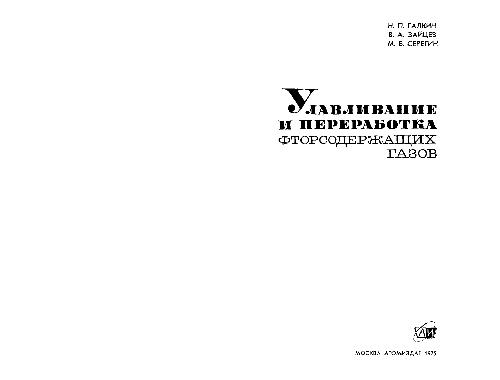 Н. П. ГАЛКИН
В. А. ЗАЙЦЕВ
М. Б. СЕРЕГИН
УЛАВЛИВАНИЕ
И ПЕРЕРАБОТКА
ФТОРСОДЕРЖАЩИХ
ГАЗОВ
МОСКВА АТОМИЗДАТ 1975